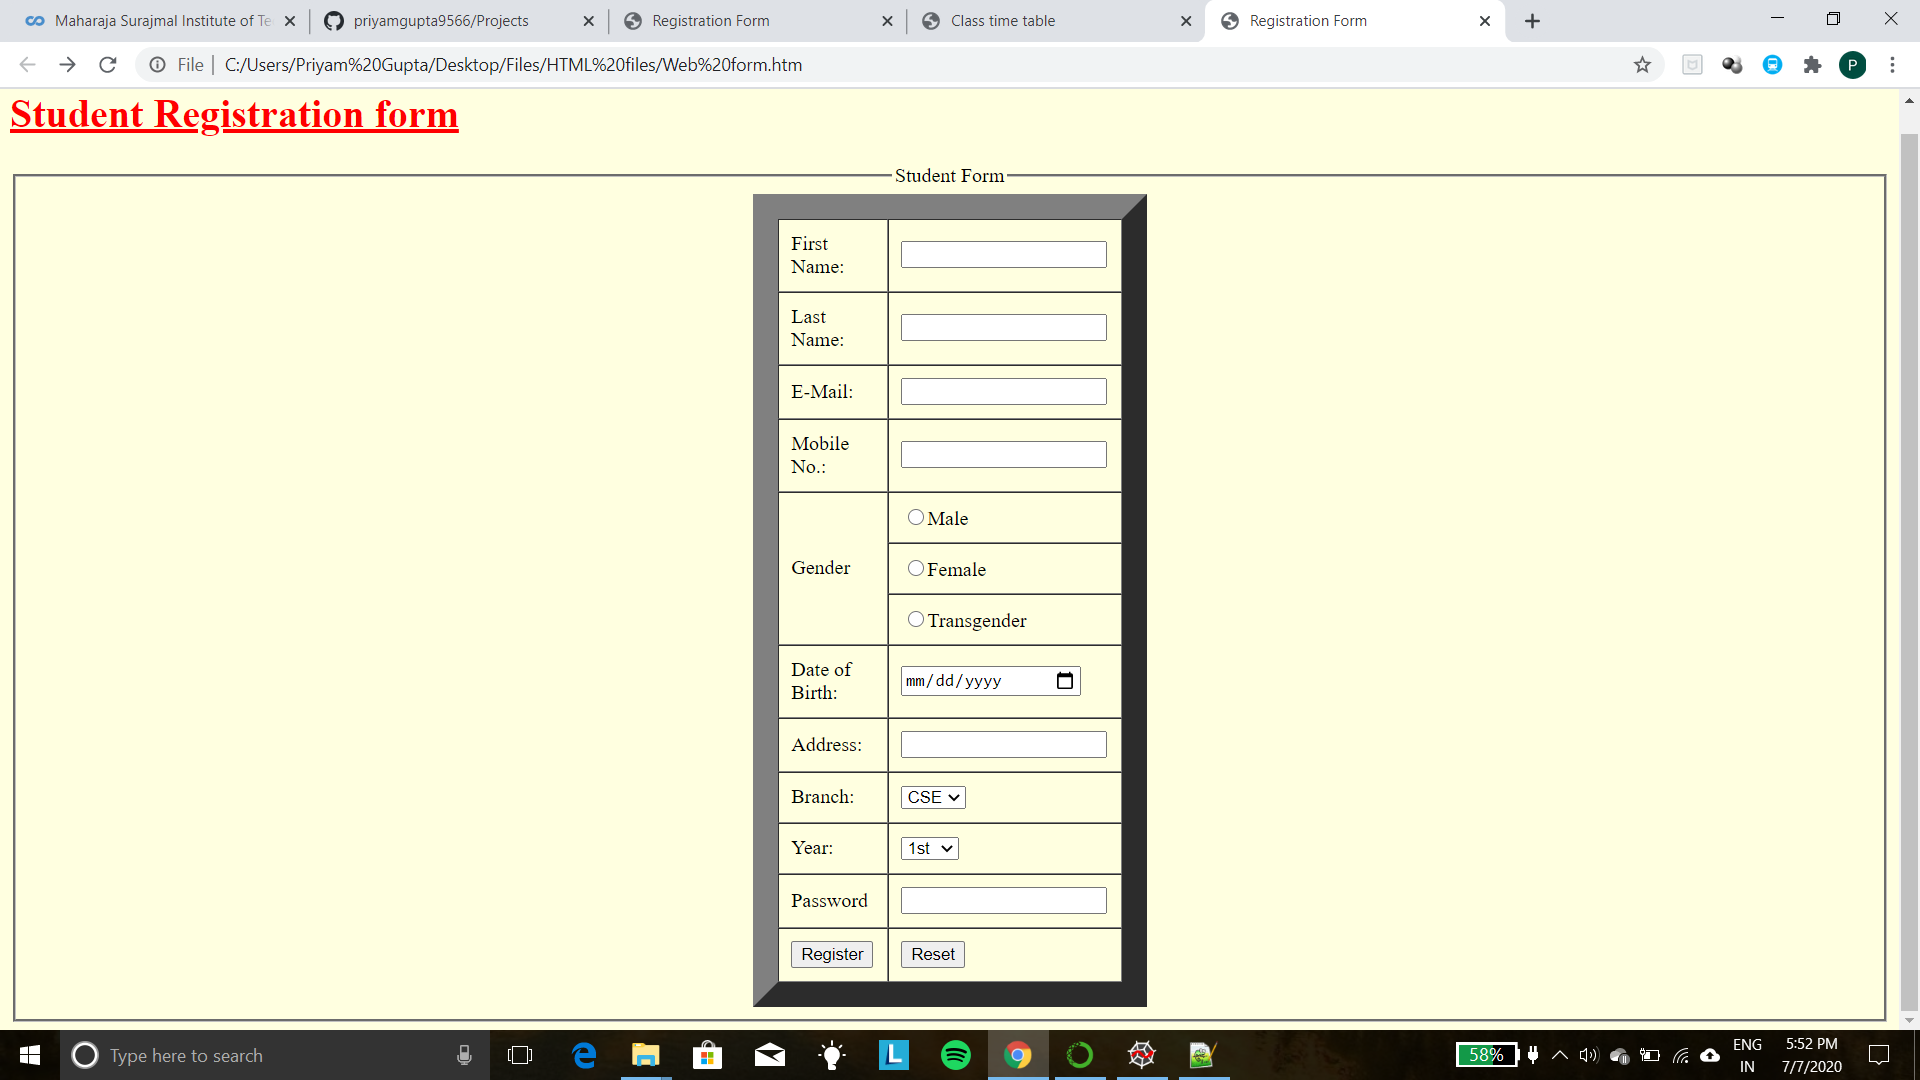 Maharaja Surajmal Institute of Te
priyamgupta9566/Projects
Registration Form
Class time table
Registration Form
File
C:/Users/Priyam%20Gupta/Desktop/Files/HTML%20files/Web%20form.htm
P
Student Registration form
Student Form
First
Name:
Last
Name:
E-Mail:
Mobile
No.:
Gender
Male
Female
Transgender
Date of
Birth:
mm/dd/yyyy
Address:
Branch:
CSE
Year:
1st
Password
Register
Reset
Type here to search
L
58%
ENG
IN
5:52 PM
7/7/2020